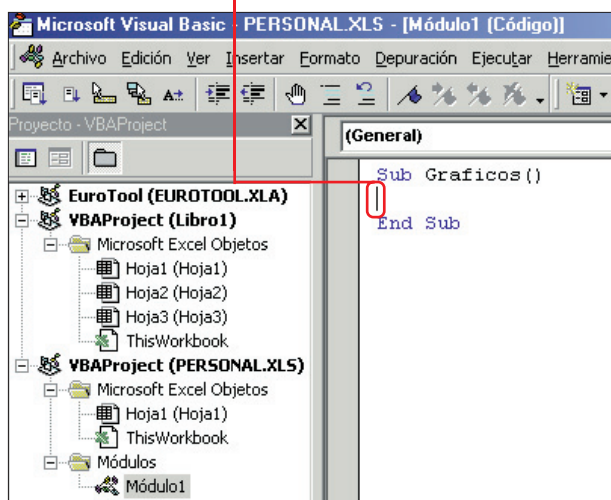 Microsoft Visual Basic - PERSONAL.XLS - [Módulo1 (Código)]
Archivo Edición Ver Insertar Formato Depuración Ejecutar Herramie
Proyecto - VBAProject
(General)
EuroTool (EUROTOOL.XLA)
VBAProject (Libro1)
Microsoft Excel Objetos
Hoja1 (Hoja1)
Hoja2 (Hoja2)
Hoja3 (Hoja3)
ThisWorkbook
VBAProject (PERSONAL.XLS)
Microsoft Excel Objetos
Hoja1 (Hoja1)
ThisWorkbook
Módulos
Módulo1
Sub Graficos()
End Sub